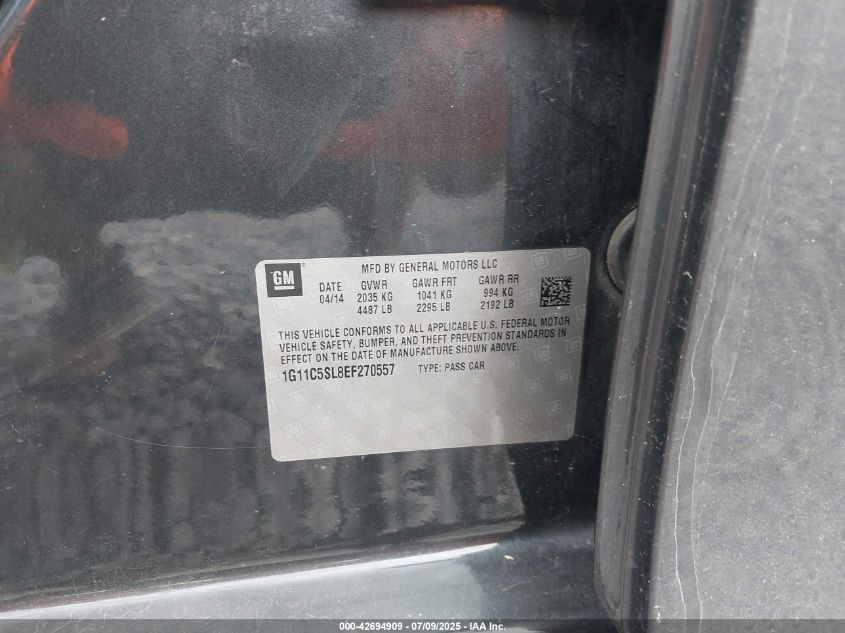 GM
MFD BY GENERAL MOTORS LLC
DATE GVWR GAWR FRT GAWR RR
04/14 2035 KG 1041 KG 994 KG
4487 LB 2295 LB 2192 LB
THIS VEHICLE CONFORMS TO ALL APPLICABLE U.S. FEDERAL MOTOR
VEHICLE SAFETY, BUMPER, AND THEFT PREVENTION STANDARDS IN
EFFECT ON THE DATE OF MANUFACTURE SHOWN ABOVE.
1G11C5SL8EF270557 TYPE: PASS CAR
000-42694909 / 07/09/2025 - IAA Inc.